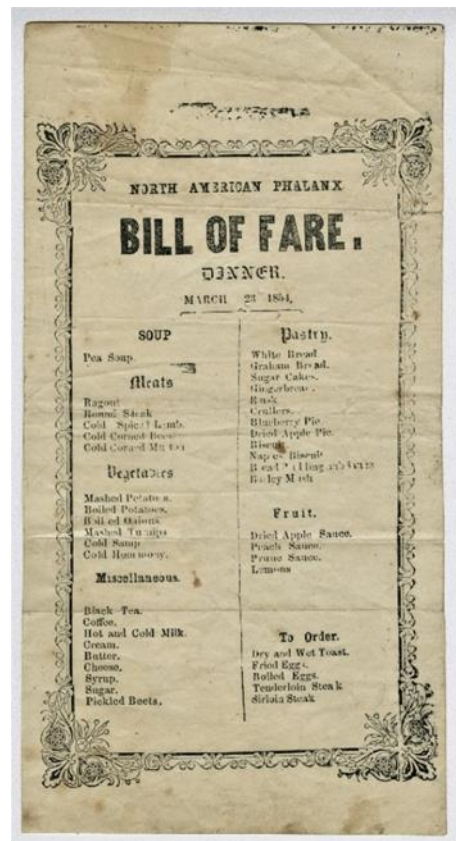 NORTH AMERICAN PHALANX
BILL OF FARE.
DINNER.
MARCH 23 1854,
SOUP
Pea Soup.
Meats
Ragout
Round Steak
Cold Spiced Lamb.
Cold Corned Beef
Cold Corned Mutton
Vegetables
Mashed Potatoes.
Boiled Potatoes.
Boiled Onions
Mashed Turnips
Cold Samp
Cold Hommony.
Miscellaneous.
Black Tea.
Coffee.
Hot and Cold Milk.
Cream.
Butter.
Cheese.
Syrup.
Sugar.
Pickled Beets.
Pastry.
White Bread
Graham Bread.
Sugar Cakes.
Gingerbread.
Rusk
Crullers.
Blueberry Pie
Dried Apple Pie.
Biscuit
Naples Biscuit
Bread Pudding
Barley Mush
Fruit.
Dried Apple Sauce.
Peach Sauce.
Prune Sauce.
Lemons
To Order.
Dry and Wet Toast.
Fried Eggs.
Boiled Eggs.
Tenderloin Steak
Sirloin Steak